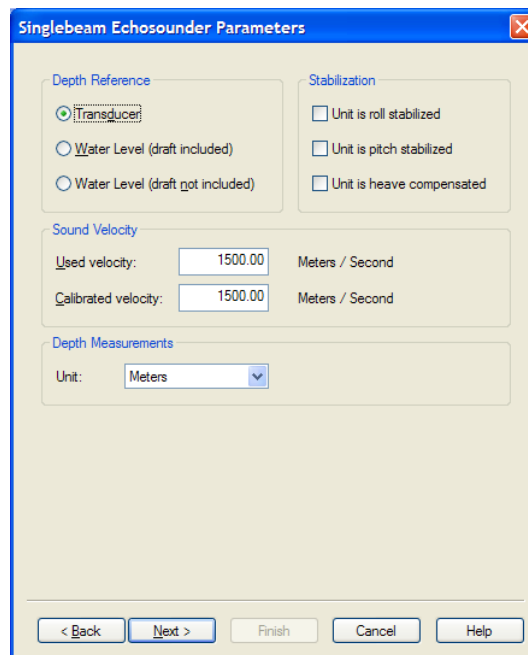 Singlebeam Echosounder Parameters
Depth Reference
Transducer
Water Level (draft included)
Water Level (draft not included)
Stabilization
Unit is roll stabilized
Unit is pitch stabilized
Unit is heave compensated
Sound Velocity
Used velocity: 1500.00 Meters / Second
Calibrated velocity: 1500.00 Meters / Second
Depth Measurements
Unit: Meters
< Back Next > Finish Cancel Help